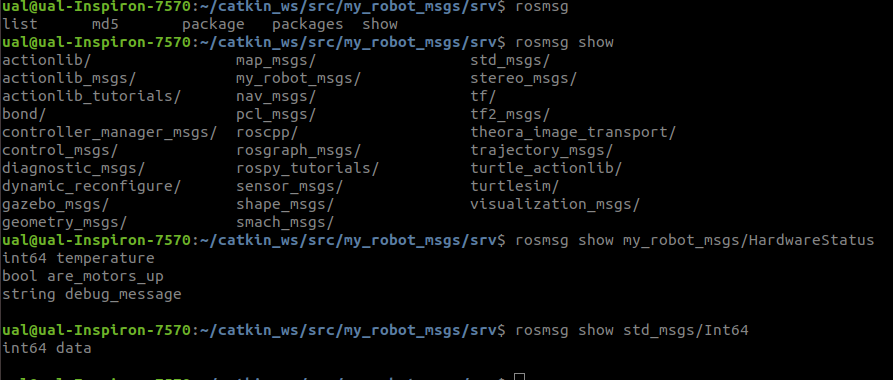 ual@ual-Inspiron-7570:~/catkin_ws/src/my_robot_msgs/srv$ rosmsg
list      md5       package   packages  show
ual@ual-Inspiron-7570:~/catkin_ws/src/my_robot_msgs/srv$ rosmsg show
actionlib/                map_msgs/                 std_msgs/
actionlib_msgs/           my_robot_msgs/            stereo_msgs/
actionlib_tutorials/      nav_msgs/                 tf/
bond/                     pcl_msgs/                 tf2_msgs/
controller_manager_msgs/  roscpp/                   theora_image_transport/
control_msgs/             rosgraph_msgs/            trajectory_msgs/
diagnostic_msgs/          rospy_tutorials/          turtle_actionlib/
dynamic_reconfigure/      sensor_msgs/              turtlesim/
gazebo_msgs/              shape_msgs/               visualization_msgs/
geometry_msgs/            smach_msgs/
ual@ual-Inspiron-7570:~/catkin_ws/src/my_robot_msgs/srv$ rosmsg show my_robot_msgs/HardwareStatus
int64 temperature
bool are_motors_up
string debug_message
ual@ual-Inspiron-7570:~/catkin_ws/src/my_robot_msgs/srv$ rosmsg show std_msgs/Int64
int64 data